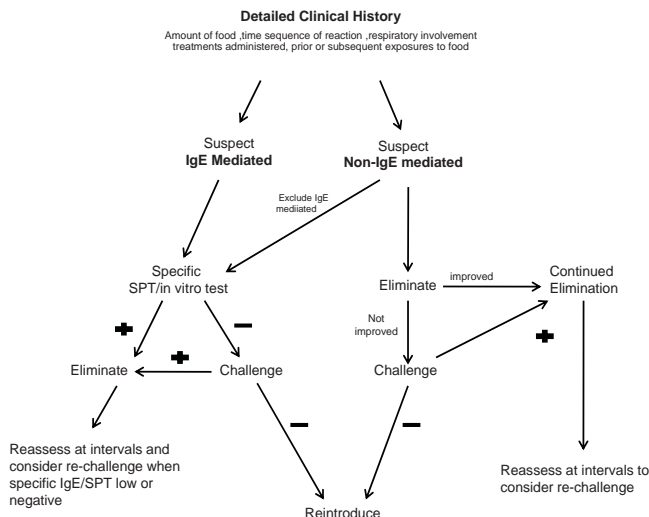 Detailed Clinical History
Amount of food ,time sequence of reaction ,respiratory involvement
treatments administered, prior or subsequent exposures to food
Suspect
IgE Mediated
Suspect
Non-IgE mediated
Exclude IgE
mediiated
Specific
SPT/in vitro test
Eliminate
improved
Continued
Elimination
Not
improved
Eliminate
Challenge
Challenge
Reassess at intervals and
consider re-challenge when
specific IgE/SPT low or
negative
Reassess at intervals to
consider re-challenge
Reintroduce